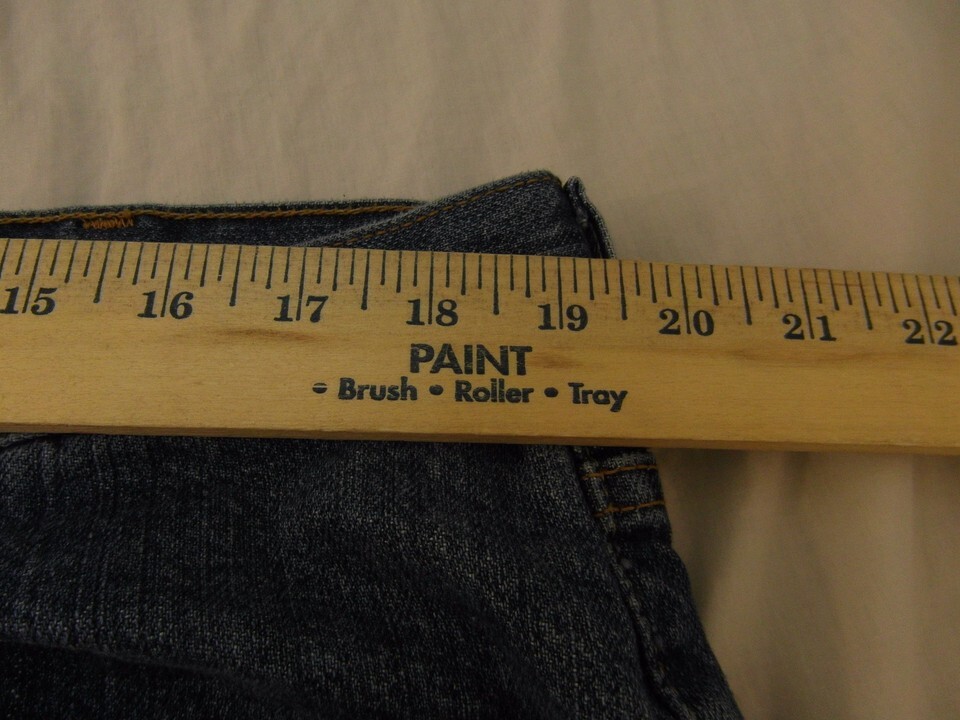 15 16 17 18 19 20 21 22
PAINT
• Brush • Roller • Tray